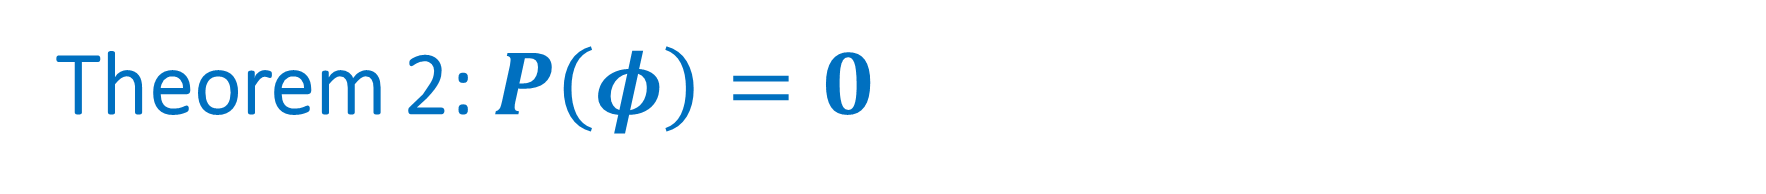 Theorem 2: P(ϕ) = 0